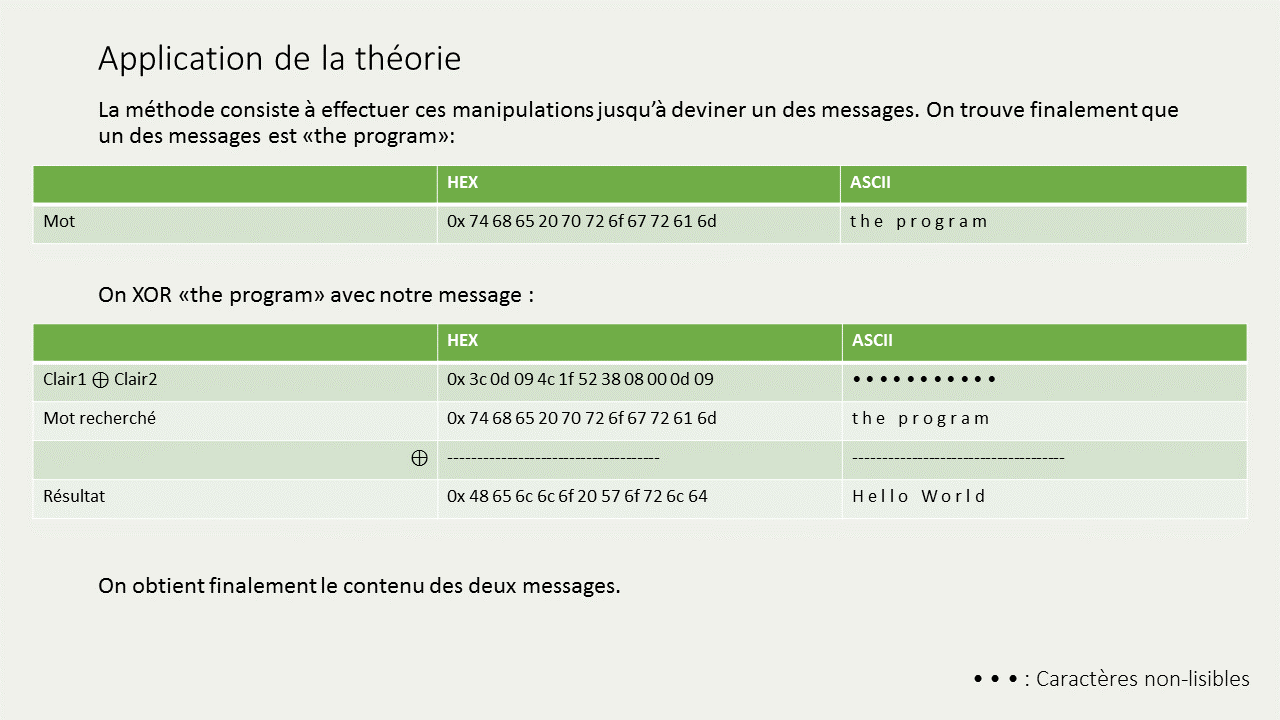 Application de la théorie
La méthode consiste à effectuer ces manipulations jusqu’à deviner un des messages. On trouve finalement que
un des messages est «the program»:
HEX ASCII
Mot 0x 74 68 65 20 70 72 6f 67 72 61 6d t h e p r o g r a m
On XOR «the program» avec notre message :
HEX ASCII
Clair1 ⊕ Clair2 0x 3c 0d 09 4c 1f 52 38 08 00 0d 09 • • • • • • • • • • •
Mot recherché 0x 74 68 65 20 70 72 6f 67 72 61 6d t h e p r o g r a m
⊕ ----------------------------------- -----------------------------------
Résultat 0x 48 65 6c 6c 6f 20 57 6f 72 6c 64 H e l l o W o r l d
On obtient finalement le contenu des deux messages.
• • • : Caractères non-lisibles